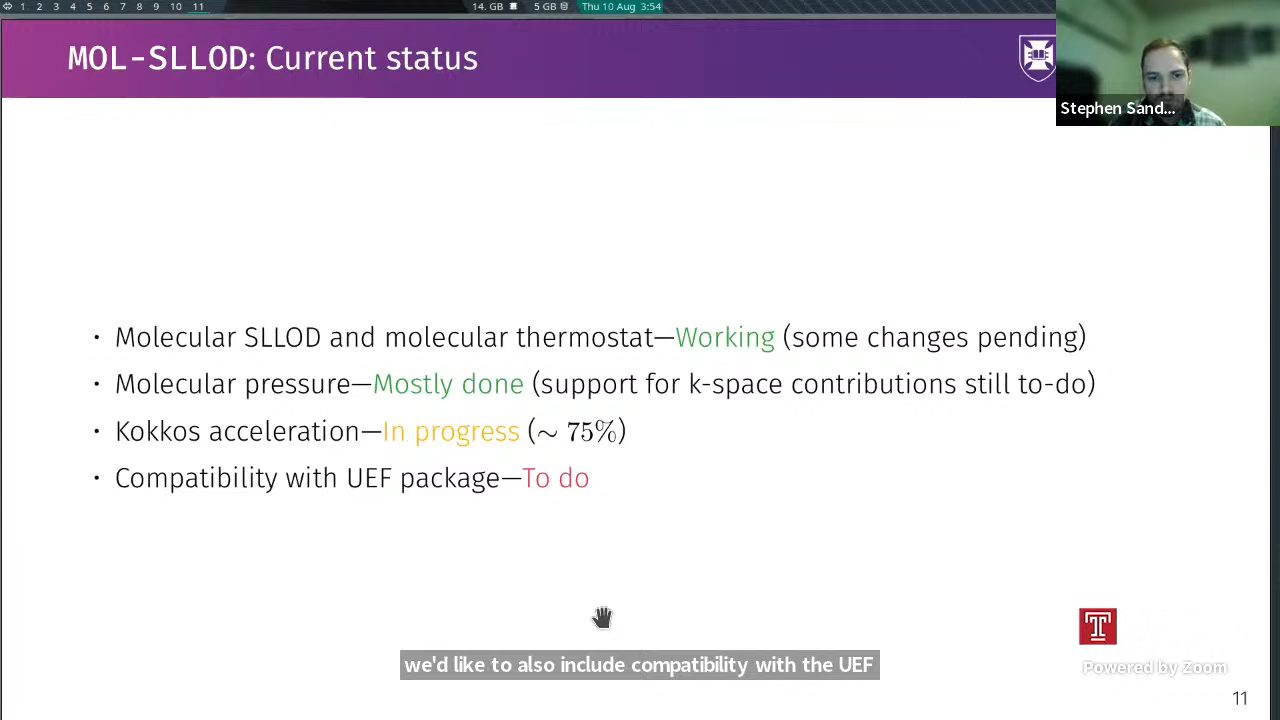 1 2 3 4 5 6 7 8 9 10 11 14. GB 5 GB Thu 10 Aug 3:54
MOL-SLLOD: Current status
Stephen Sand...
• Molecular SLLOD and molecular thermostat—Working (some changes pending)
• Molecular pressure—Mostly done (support for k-space contributions still to-do)
• Kokkos acceleration—In progress (∼ 75%)
• Compatibility with UEF package—To do
we'd like to also include compatibility with the UEF
Powered by Zoom
11